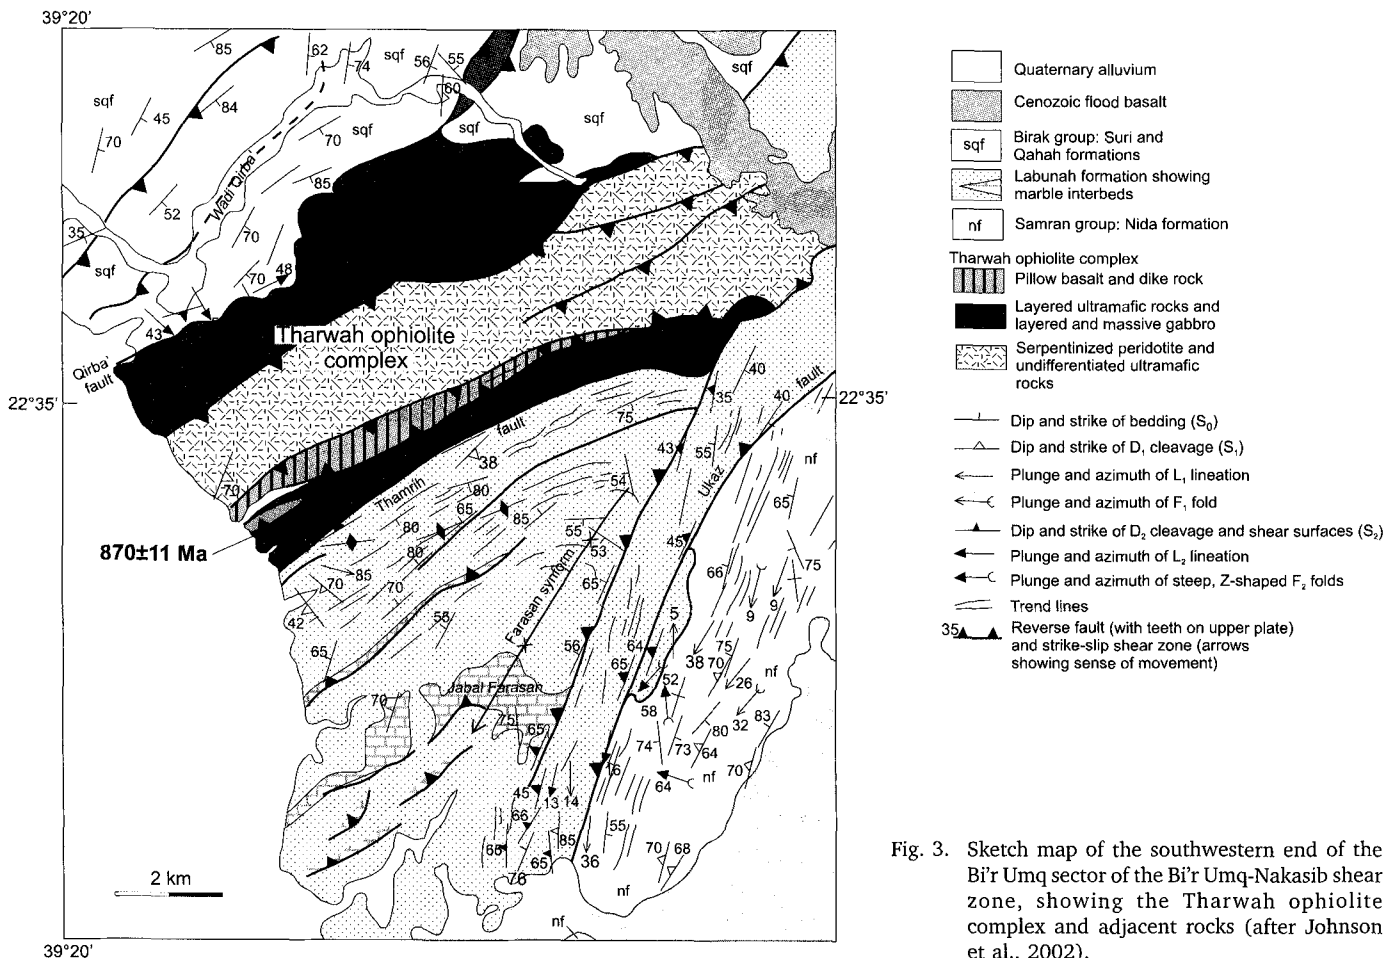 39°20'
85
62
74
sqf
56
55
60
sqf
sqf
84
45
70
70
sqf
sqf
sqf
85
Wadi Qirba'
52
35
70
sqf
70
48
43
Tharwah ophiolite
complex
Qirba'
fault
22°35'
22°35'
40
40
fault
35
75
43
55
Ulkaz
nf
fault
38
Thamrih
70
80
65
85
54
65
80
80
55
53
870±11 Ma
45
65
66
75
85
70
70
42
Farasan synform
5
9
9
55
56
64
65
38
75
70
nf
65
52
26
Jabal Farasan
70
58
32
83
75
65
80
74
73
64
70
nf
6
64
45
13
14
66
85
55
65
65
36
70
68
76
nf
nf
2 km
39°20'
Quaternary alluvium
Cenozoic flood basalt
sqf
Birak group: Suri and
Qahah formations
Labunah formation showing
marble interbeds
nf
Samran group: Nida formation
Tharwah ophiolite complex
Pillow basalt and dike rock
Layered ultramafic rocks and
layered and massive gabbro
Serpentinized peridotite and
undifferentiated ultramafic
rocks
Dip and strike of bedding (S0)
Dip and strike of D1 cleavage (S1)
Plunge and azimuth of L1 lineation
Plunge and azimuth of F1 fold
Dip and strike of D2 cleavage and shear surfaces (S2)
Plunge and azimuth of L2 lineation
Plunge and azimuth of steep, Z-shaped F2 folds
Trend lines
35
Reverse fault (with teeth on upper plate)
and strike-slip shear zone (arrows
showing sense of movement)
Fig. 3. Sketch map of the southwestern end of the
Bi'r Umq sector of the Bi'r Umq-Nakasib shear
zone, showing the Tharwah ophiolite
complex and adjacent rocks (after Johnson
et al., 2002).